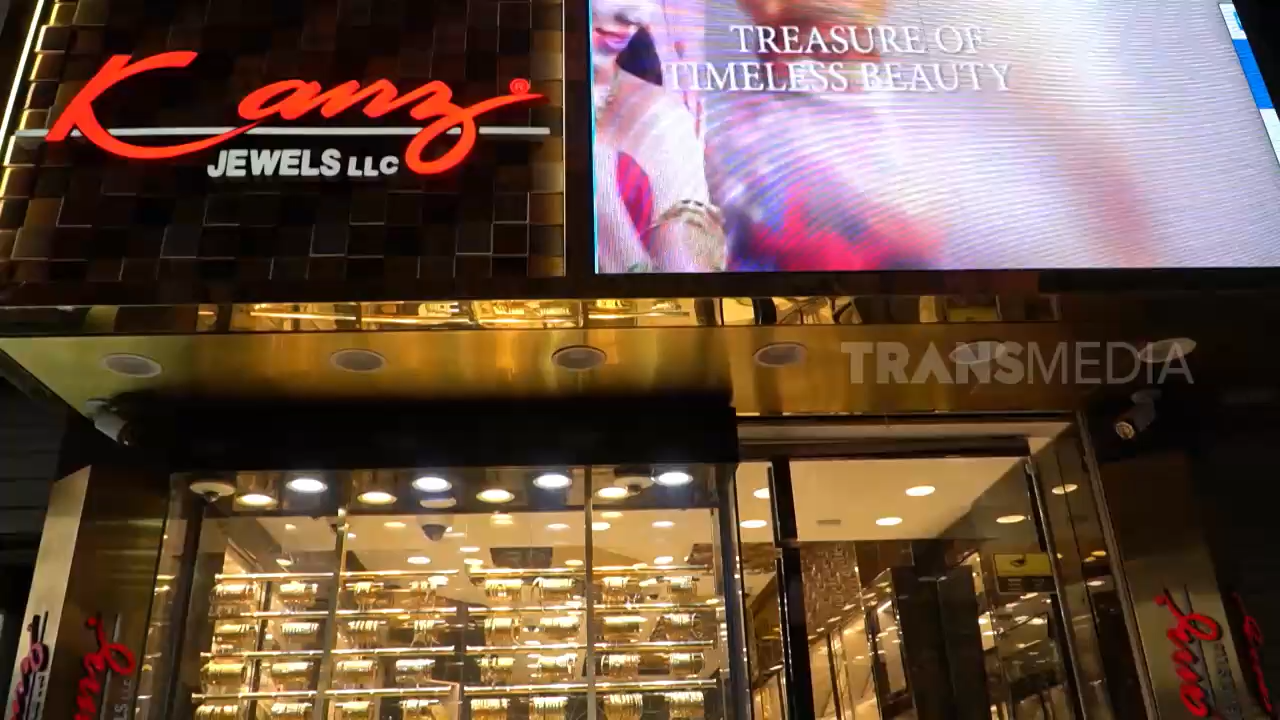 Kanz®
JEWELS LLC
TREASURE OF
TIMELESS BEAUTY
TRANSMEDIA